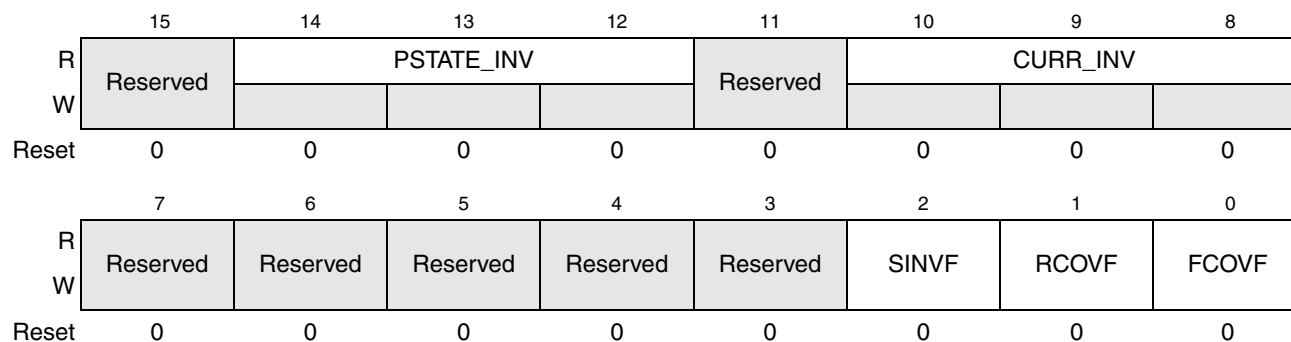 15 14 13 12 11 10 9 8
R Reserved PSTATE_INV Reserved CURR_INV
W
Reset 0 0 0 0 0 0 0 0
7 6 5 4 3 2 1 0
R Reserved Reserved Reserved Reserved Reserved SINVF RCOVF FCOVF
W
Reset 0 0 0 0 0 0 0 0